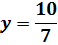 y = 10/7